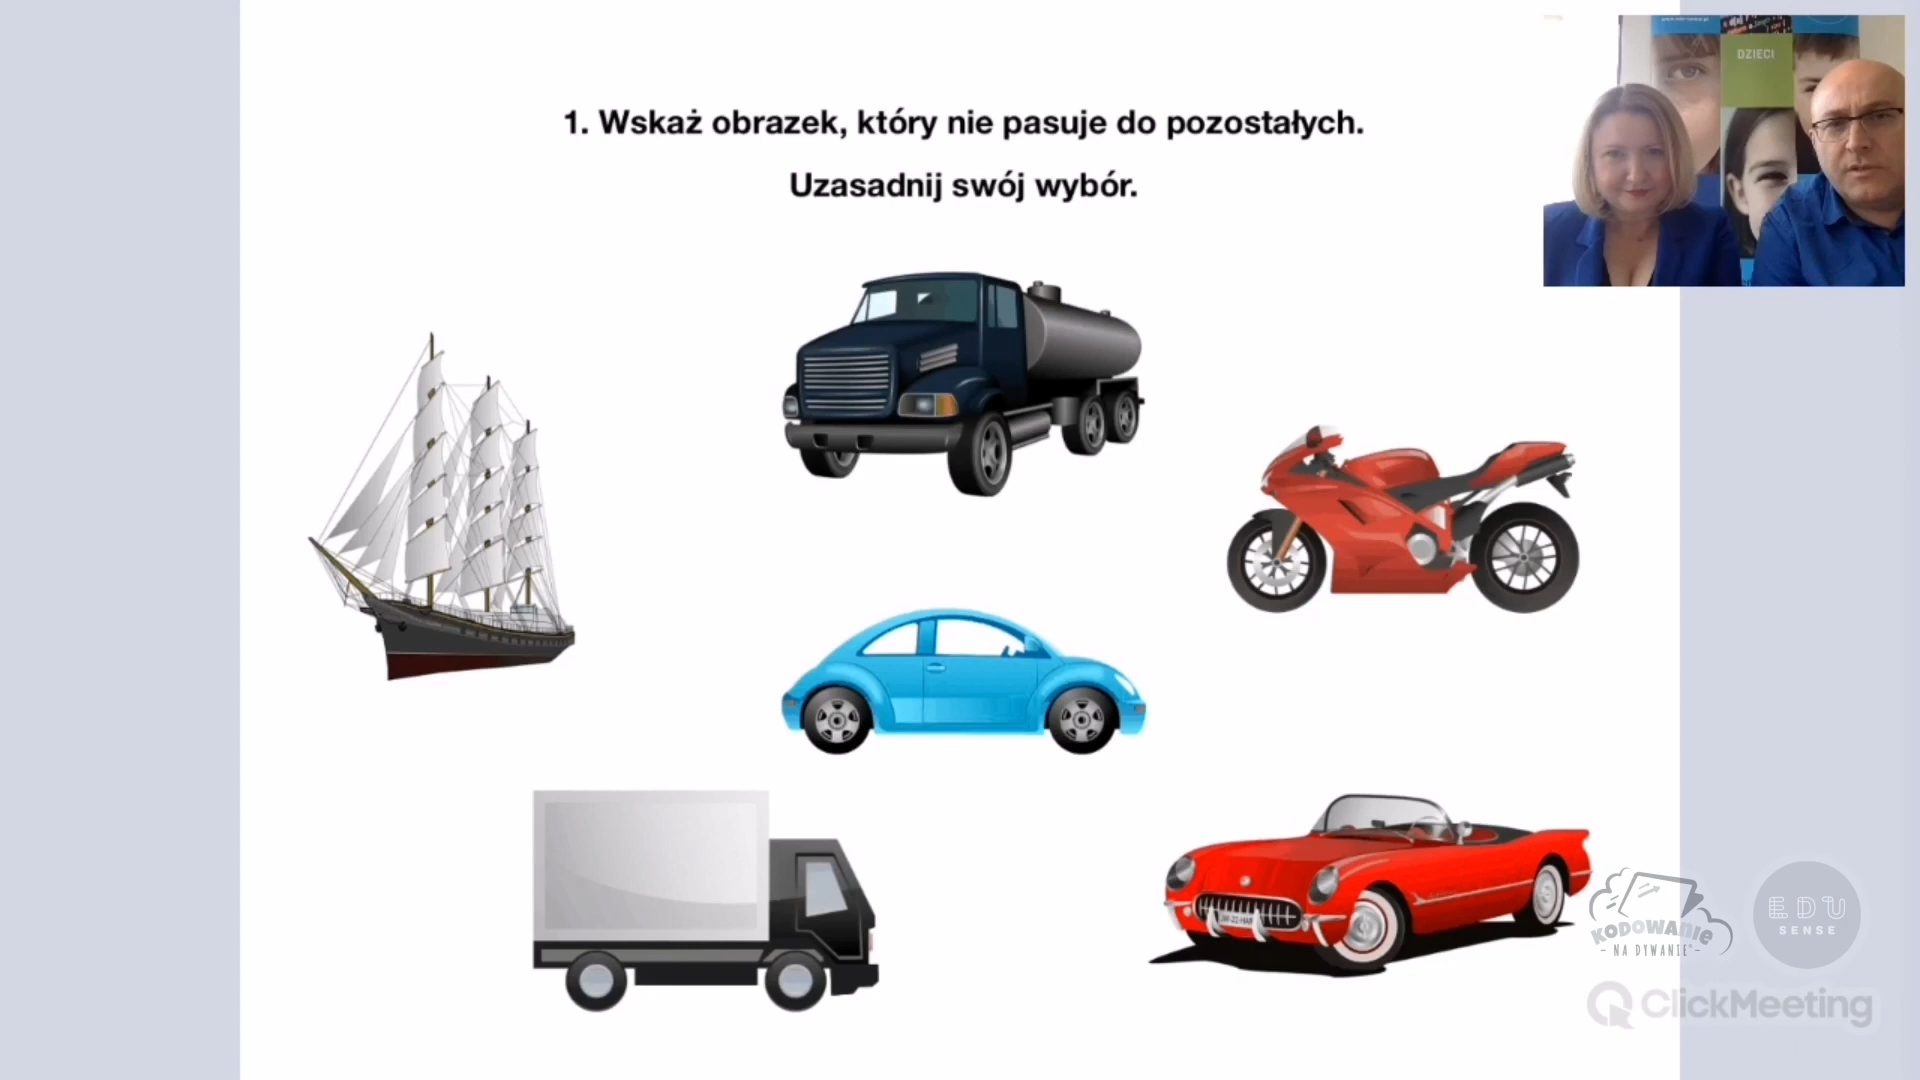 1. Wskaż obrazek, który nie pasuje do pozostałych.
Uzasadnij swój wybór.
DZIECI
KODOWANIE
- NA DYWANIE® -
EDU
SENSE
ClickMeeting